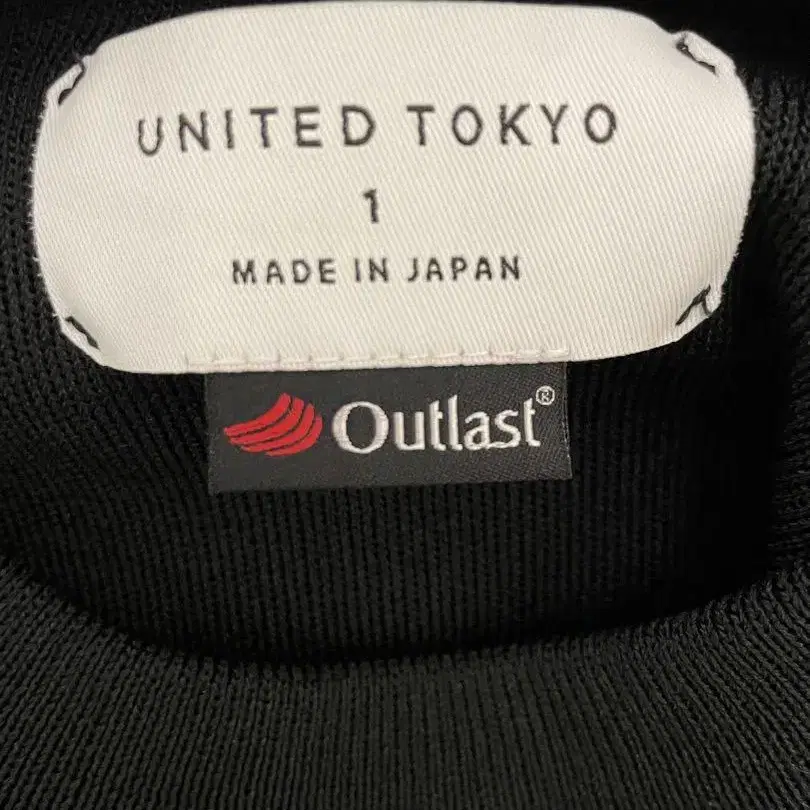 UNITED TOKYO
1
MADE IN JAPAN
Outlast®